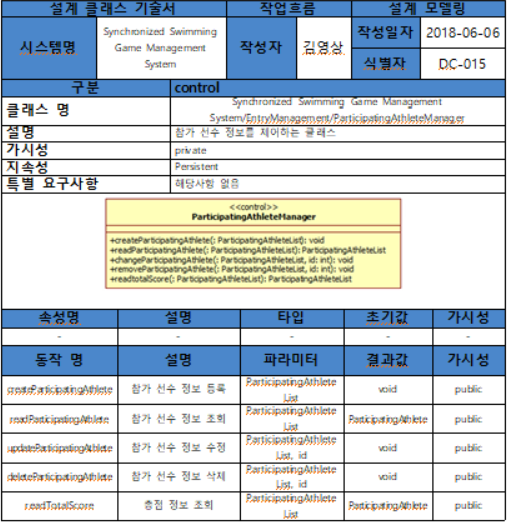 설계 클래스 기술서 작업흐름 설계 모델링
시스템명 Synchronized Swimming Game Management System 작성자 김영상 작성일자 2018-06-06
식별자 DC-015
구분 control
클래스 명 Synchronized Swimming Game Management System/EntryManagement/ParticipatingAthleteManager
설명 참가 선수 정보를 제어하는 클래스
가시성 private
지속성 Persistent
특별 요구사항 해당사항 없음
<<control>>
ParticipatingAthleteManager
+createParticipatingAthlete(: ParticipatingAthleteList): void
+readParticipatingAthlete(: ParticipatingAthleteList): ParticipatingAthleteList
+changeParticipatingAthlete(: ParticipatingAthleteList, id: int): void
+removeParticipatingAthlete(: ParticipatingAthleteList, id: int): void
+readtotalScore(: ParticipatingAthleteList): ParticipatingAthleteList
속성명 설명 타입 초기값 가시성
- - - - -
동작 명 설명 파라미터 결과값 가시성
createParticipatingAthlete 참가 선수 정보 등록 ParticipatingAthlete List void public
readParticipatingAthlete 참가 선수 정보 조회 ParticipatingAthlete List ParticipatingAthlete public
updateParticipatingAthlete 참가 선수 정보 수정 ParticipatingAthlete List, id void public
deleteParticipatingAthlete 참가 선수 정보 삭제 ParticipatingAthlete List, id void public
readTotalScore 총점 정보 조회 ParticipatingAthlete List ParticipatingAthlete public